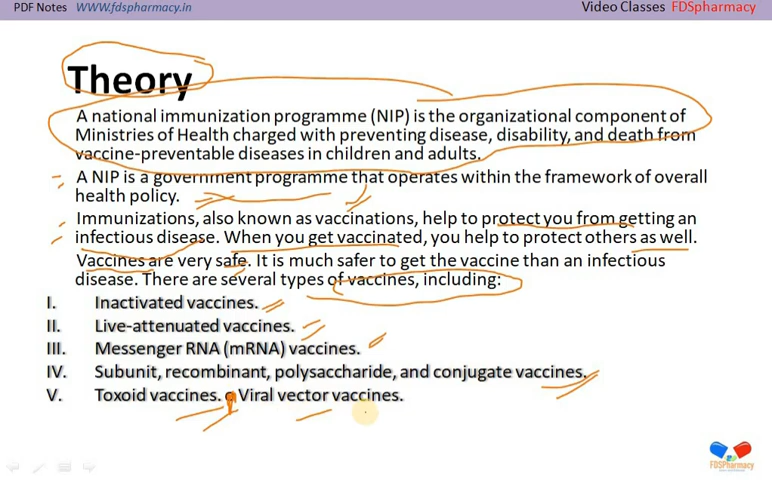 PDF Notes WWW.fdspharmacy.in
Video Classes FDSpharmacy
Theory
A national immunization programme (NIP) is the organizational component of
Ministries of Health charged with preventing disease, disability, and death from
vaccine-preventable diseases in children and adults.
A NIP is a government programme that operates within the framework of overall
health policy.
Immunizations, also known as vaccinations, help to protect you from getting an
infectious disease. When you get vaccinated, you help to protect others as well.
Vaccines are very safe. It is much safer to get the vaccine than an infectious
disease. There are several types of vaccines, including:
I. Inactivated vaccines.
II. Live-attenuated vaccines.
III. Messenger RNA (mRNA) vaccines.
IV. Subunit, recombinant, polysaccharide, and conjugate vaccines.
V. Toxoid vaccines. Viral vector vaccines.
FDSPharmacy